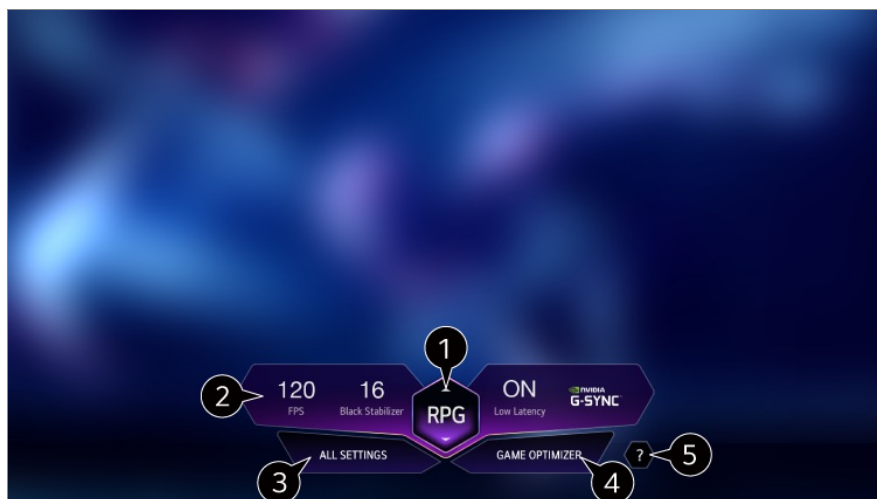 1
2
120
FPS
16
Black Stabilizer
RPG
ON
Low Latency
NVIDIA
G-SYNC
ALL SETTINGS
GAME OPTIMIZER
?
5
3
4